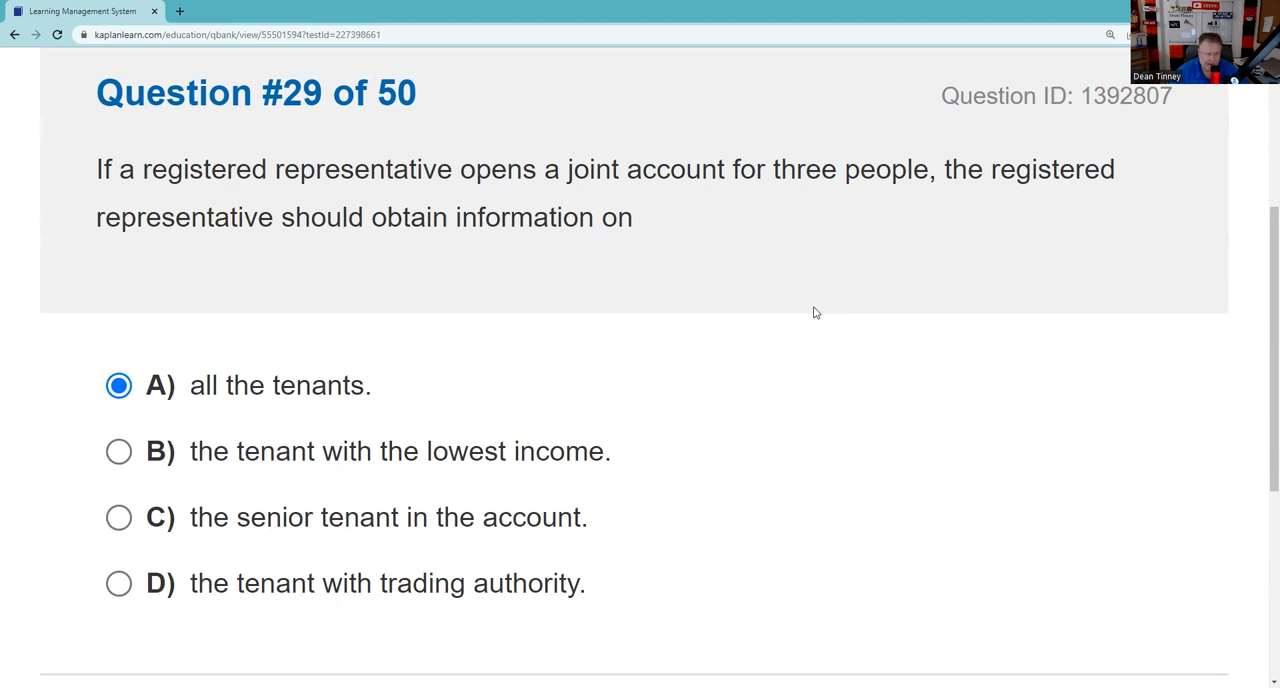 Learning Management System
kaplanlearn.com/education/qbank/view/55501594?testId=227398661
Dean Tinney
Question #29 of 50
Question ID: 1392807
If a registered representative opens a joint account for three people, the registered
representative should obtain information on
A) all the tenants.
B) the tenant with the lowest income.
C) the senior tenant in the account.
D) the tenant with trading authority.